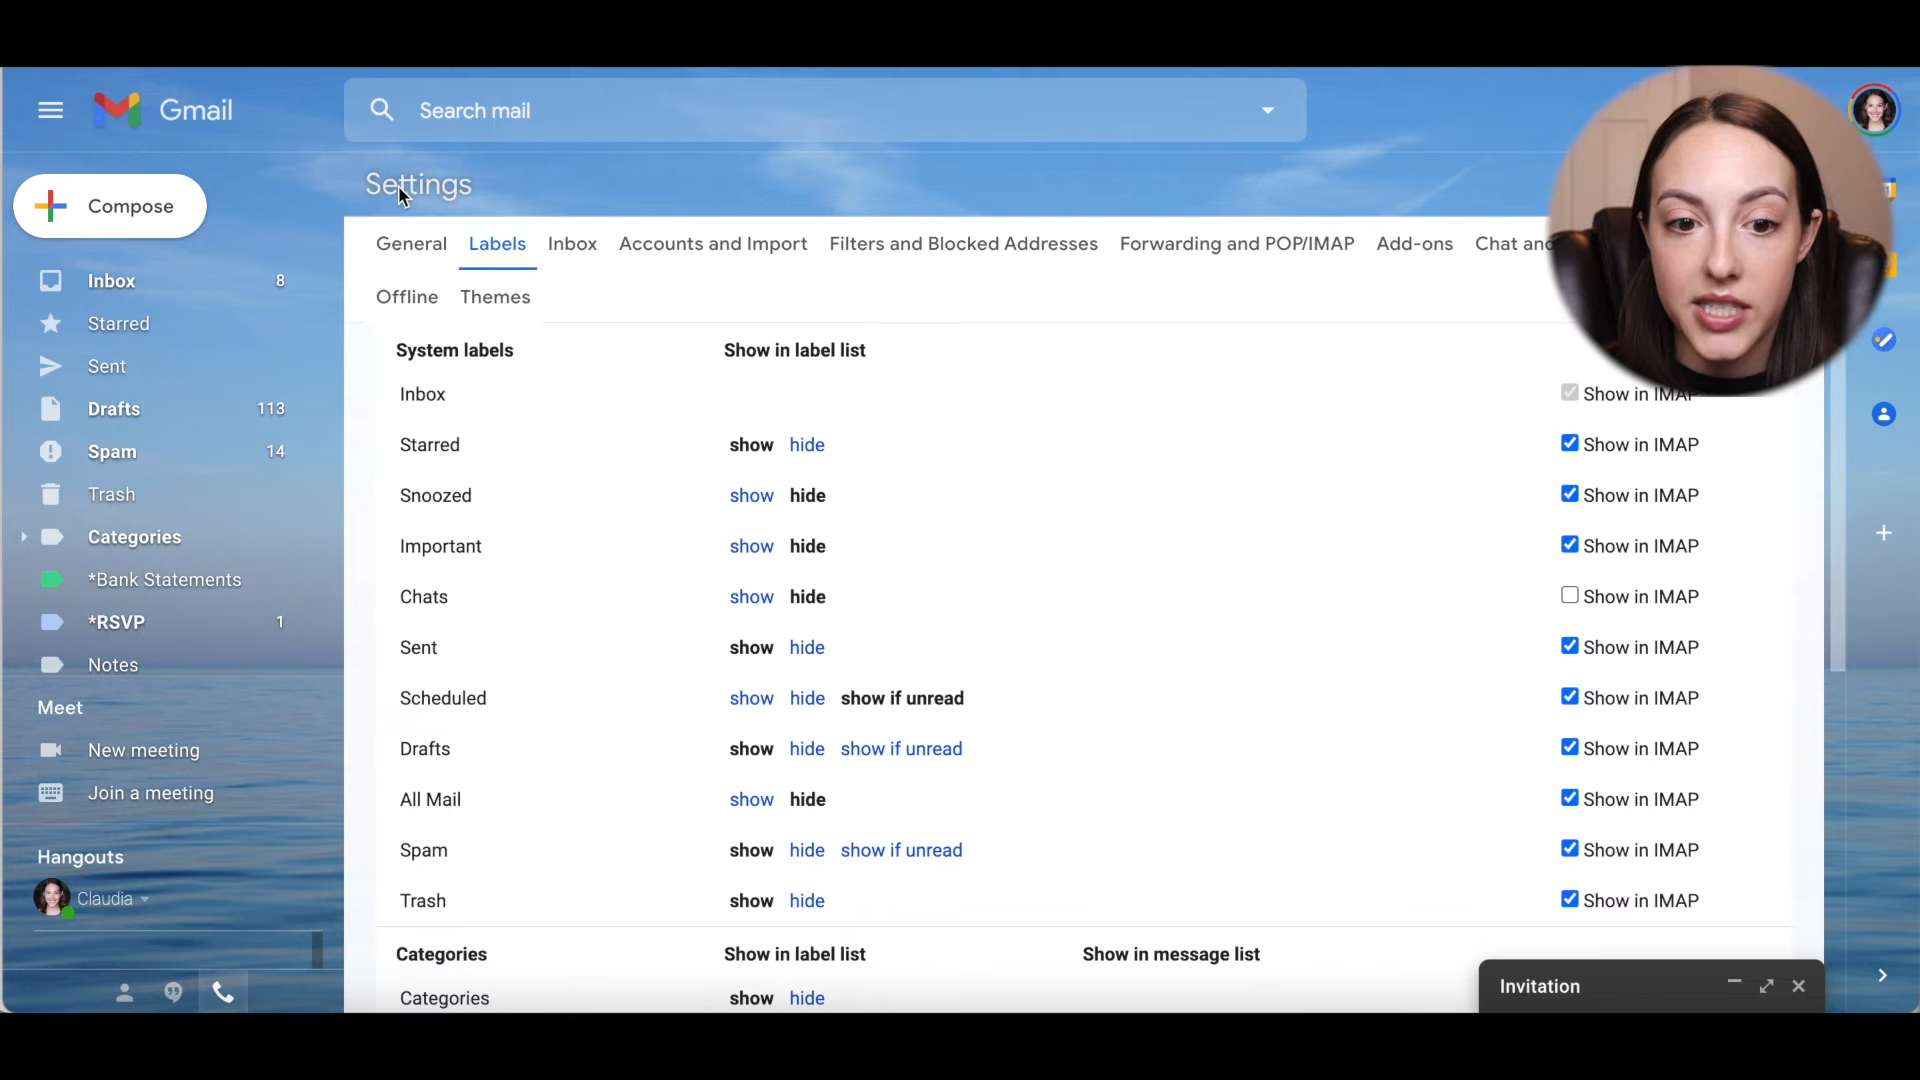 Gmail
Search mail
Compose
Settings
General Labels Inbox Accounts and Import Filters and Blocked Addresses Forwarding and POP/IMAP Add-ons Chat and
Offline Themes
Inbox 8
Starred
Sent
Drafts 113
Spam 14
Trash
Categories
*Bank Statements
*RSVP 1
Notes
Meet
New meeting
Join a meeting
Hangouts
Claudia
System labels Show in label list
Inbox Show in IMAP
Starred show hide Show in IMAP
Snoozed show hide Show in IMAP
Important show hide Show in IMAP
Chats show hide Show in IMAP
Sent show hide Show in IMAP
Scheduled show hide show if unread Show in IMAP
Drafts show hide show if unread Show in IMAP
All Mail show hide Show in IMAP
Spam show hide show if unread Show in IMAP
Trash show hide Show in IMAP
Categories Show in label list Show in message list
Categories show hide
Invitation